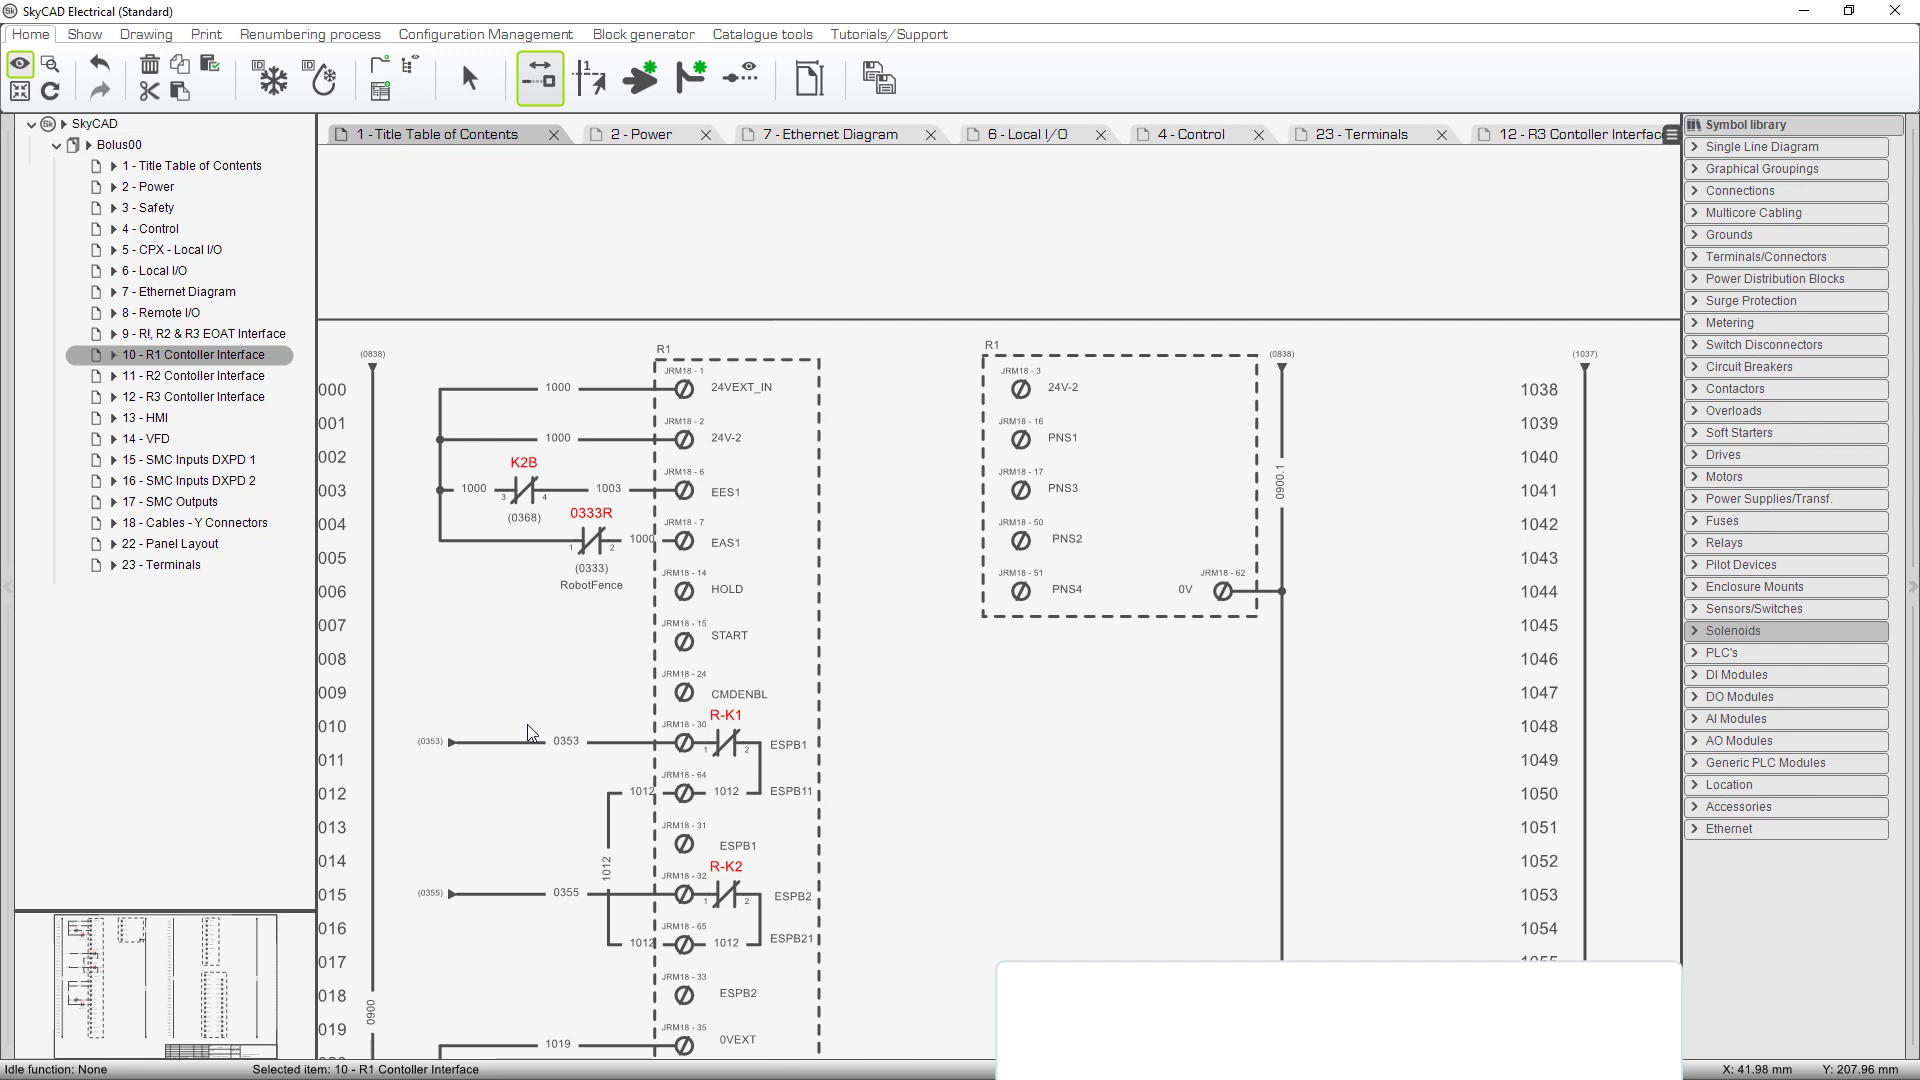 SkyCAD Electrical (Standard)
Home Show Drawing Print Renumbering process Configuration Management Block generator Catalogue tools Tutorials/Support
ID ID 1
SkyCAD
Bolus00
1 - Title Table of Contents
2 - Power
3 - Safety
4 - Control
5 - CPX - Local I/O
6 - Local I/O
7 - Ethernet Diagram
8 - Remote I/O
9 - R!, R2 & R3 EOAT Interface
10 - R1 Contoller Interface
11 - R2 Contoller Interface
12 - R3 Contoller Interface
13 - HMI
14 - VFD
15 - SMC Inputs DXPD 1
16 - SMC Inputs DXPD 2
17 - SMC Outputs
18 - Cables - Y Connectors
22 - Panel Layout
23 - Terminals
1 - Title Table of Contents 2 - Power 7 - Ethernet Diagram 6 - Local I/O 4 - Control 23 - Terminals 12 - R3 Contoller Interfac
(0838) R1 R1 (0838) (1037)
JRM18 - 1 JRM18 - 3
000 1000 24VEXT_IN 24V-2 1038
JRM18 - 2 JRM18 - 16
001 1000 24V-2 PNS1 1039
002 K2B 1040
JRM18 - 6 JRM18 - 17
003 1000 3 4 1003 EES1 PNS3 0900.1 1041
(0368) 0333R
JRM18 - 7 JRM18 - 50
004 1 2 1000 EAS1 PNS2 1042
005 (0333) 1043
RobotFence
JRM18 - 14 JRM18 - 51 JRM18 - 62
006 HOLD PNS4 0V 1044
JRM18 - 15
007 START 1045
008 1046
JRM18 - 24
009 CMDENBL 1047
R-K1
010 JRM18 - 30 1048
(0353) 0353 1 2 ESPB1
011 1049
JRM18 - 64
012 1012 1012 ESPB11 1050
JRM18 - 31
013 1051
ESPB1
014 1012 R-K2 1052
JRM18 - 32
015 (0355) 0355 1 2 ESPB2 1053
JRM18 - 65
016 1012 1012 ESPB21 1054
017 1055
JRM18 - 33
018 ESPB2
0900
JRM18 - 35
019 1019 0VEXT
Symbol library
Single Line Diagram
Graphical Groupings
Connections
Multicore Cabling
Grounds
Terminals/Connectors
Power Distribution Blocks
Surge Protection
Metering
Switch Disconnectors
Circuit Breakers
Contactors
Overloads
Soft Starters
Drives
Motors
Power Supplies/Transf.
Fuses
Relays
Pilot Devices
Enclosure Mounts
Sensors/Switches
Solenoids
PLC's
DI Modules
DO Modules
AI Modules
AO Modules
Generic PLC Modules
Location
Accessories
Ethernet
Idle function: None Selected item: 10 - R1 Contoller Interface X: 41.98 mm Y: 207.96 mm